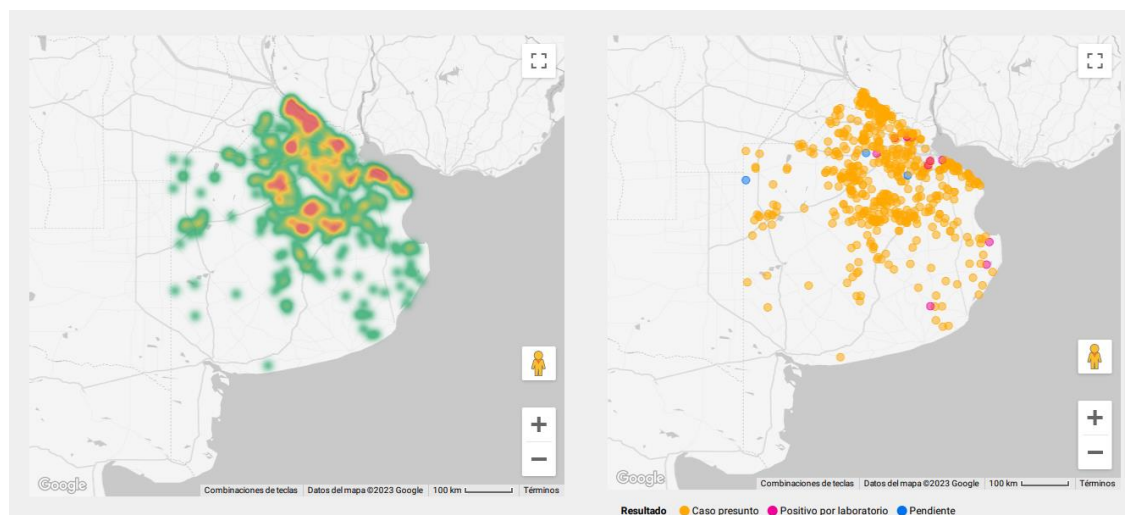 Google
Combinaciones de teclas Datos del mapa ©2023 Google 100 km Términos
Google
Combinaciones de teclas Datos del mapa ©2023 Google 100 km Términos
Resultado Caso presunto Positivo por laboratorio Pendiente